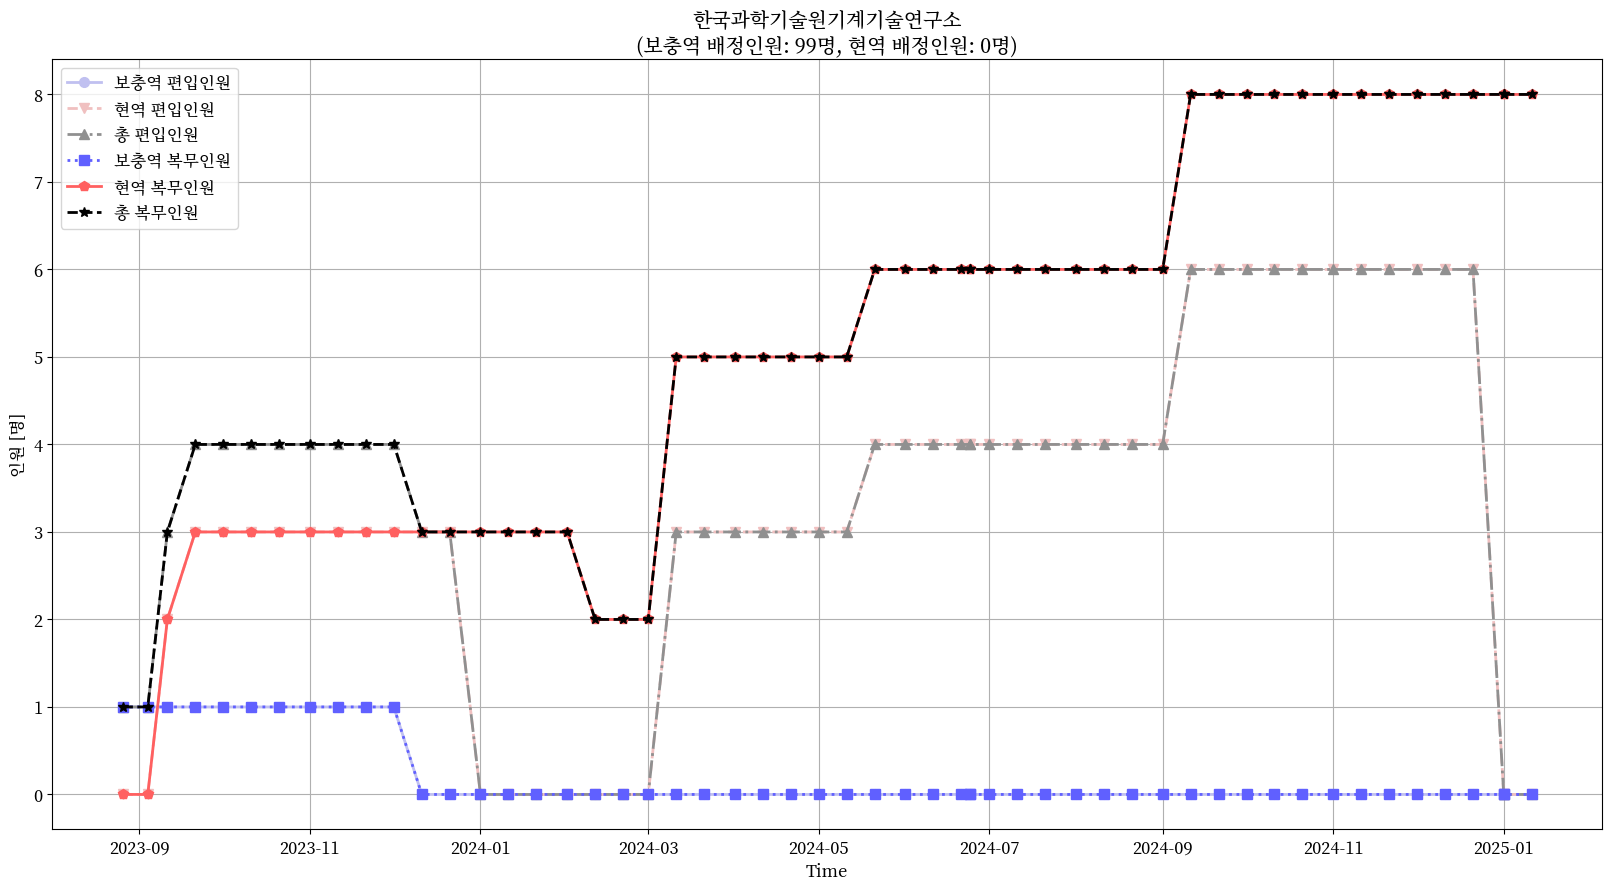 한국과학기술원기계기술연구소
(보충역 배정인원: 99명, 현역 배정인원: 0명)
보충역 편입인원
현역 편입인원
총 편입인원
보충역 복무인원
현역 복무인원
총 복무인원
인원 [명]
8
7
6
5
4
3
2
1
0
2023-09 2023-11 2024-01 2024-03 2024-05 2024-07 2024-09 2024-11 2025-01
Time